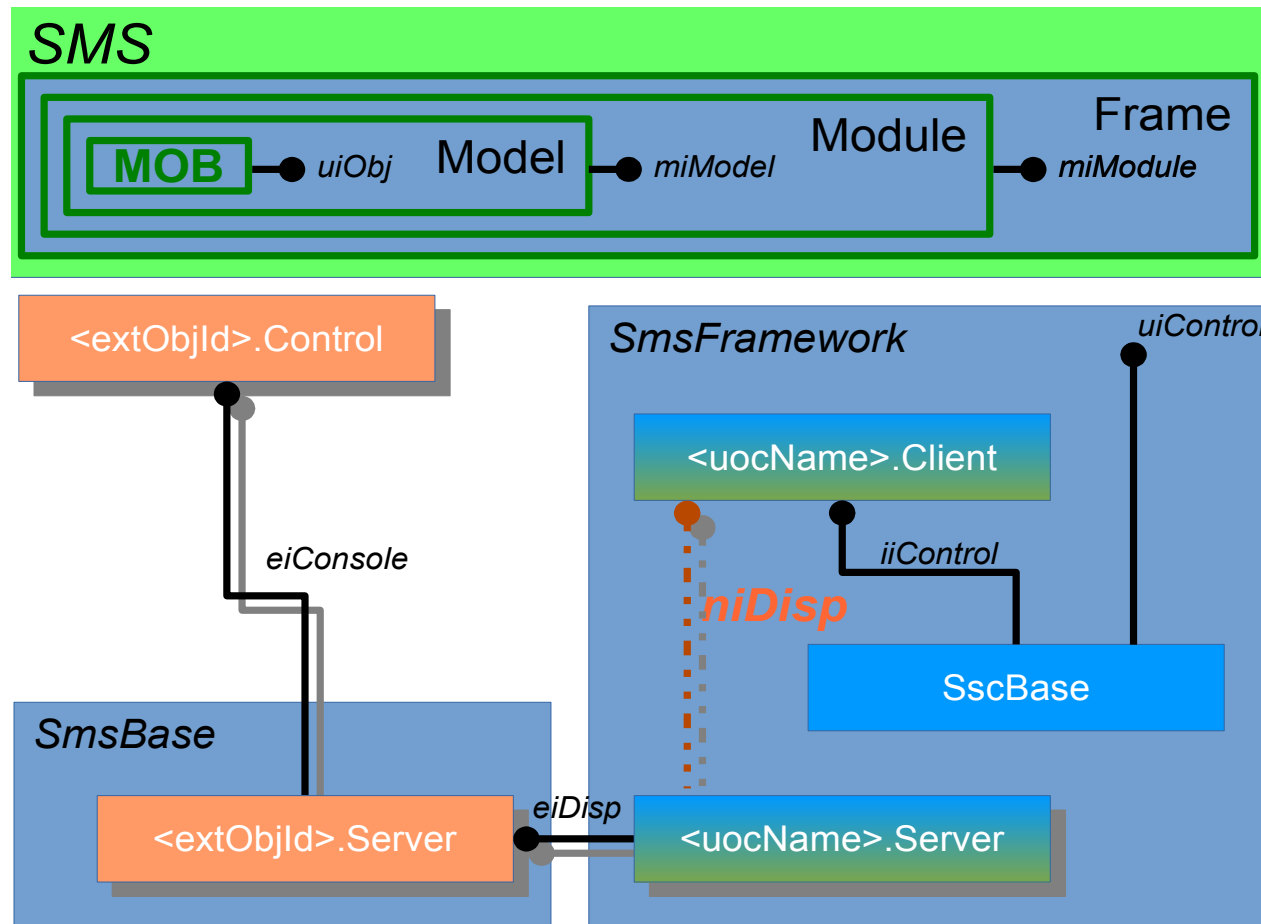 SMS
Frame
Module
Model
MOB
uiObj
miModel
miModule
<extObjId>.Control
SmsFramework
uiControl
<uocName>.Client
eiConsole
iiControl
niDisp
SscBase
SmsBase
eiDisp
<extObjId>.Server
<uocName>.Server